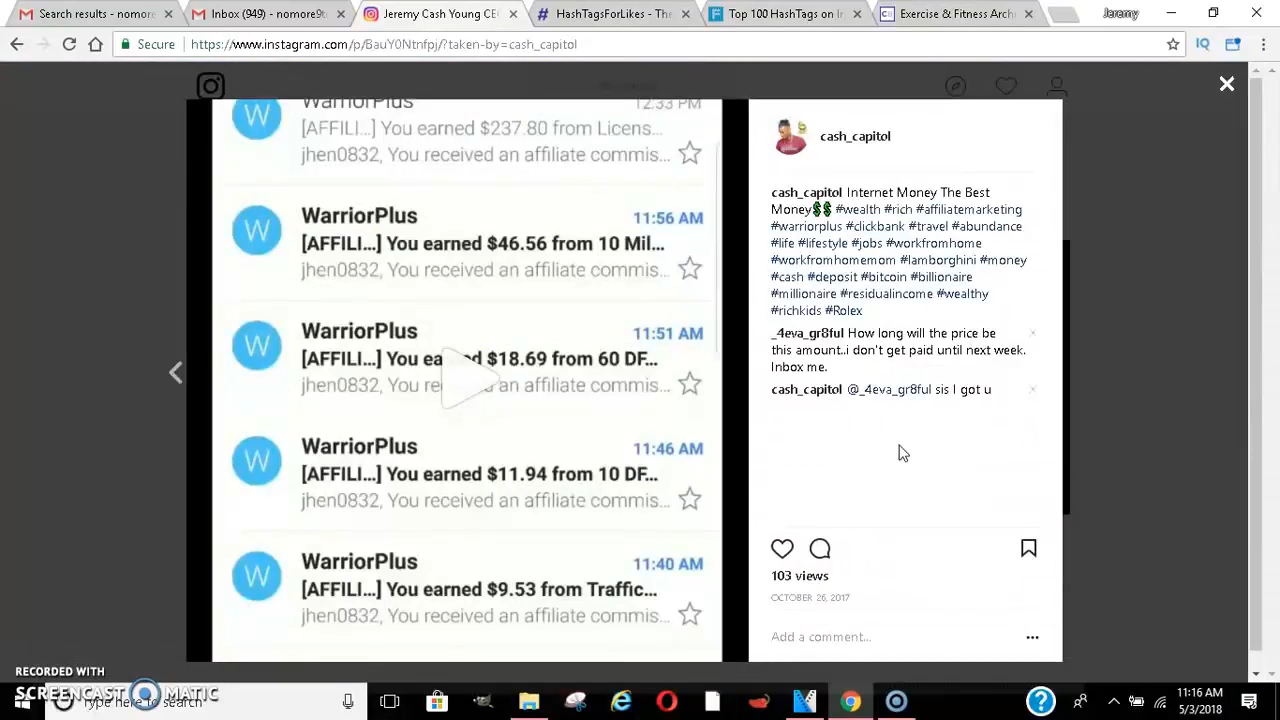 Search results - nomore
Inbox (949) - nomore9t
Jeremy Cash Young CE
HashTagsForLikes - The
Top 100 HashTags on In
Exercise & Fitness Arch
Jeremy
Secure
https://www.instagram.com/p/BauY0Ntnfpj/?taken-by=cash_capitol
WarriorPlus 12:33 PM
[AFFILI...] You earned $237.80 from Licens...
jhen0832, You received an affiliate commis...
WarriorPlus 11:56 AM
[AFFILI...] You earned $46.56 from 10 Mil...
jhen0832, You received an affiliate commis...
WarriorPlus 11:51 AM
[AFFILI...] You earned $18.69 from 60 DF...
jhen0832, You received an affiliate commis...
WarriorPlus 11:46 AM
[AFFILI...] You earned $11.94 from 10 DF...
jhen0832, You received an affiliate commis...
WarriorPlus 11:40 AM
[AFFILI...] You earned $9.53 from Traffic...
jhen0832, You received an affiliate commis...
cash_capitol
cash_capitol Internet Money The Best
Money💲💲 #wealth #rich #affiliatemarketing
#warriorplus #clickbank #travel #abundance
#life #lifestyle #jobs #workfromhome
#workfromhomemom #lamborghini #money
#cash #deposit #bitcoin #billionaire
#millionaire #residualincome #wealthy
#richkids #Rolex
_4eva_gr8ful How long will the price be
this amount..i don't get paid until next week.
Inbox me.
cash_capitol @_4eva_gr8ful sis I got u
103 views
OCTOBER 26, 2017
Add a comment...
RECORDED WITH
SCREENCAST MATIC
Type here to search
11:16 AM
5/3/2018